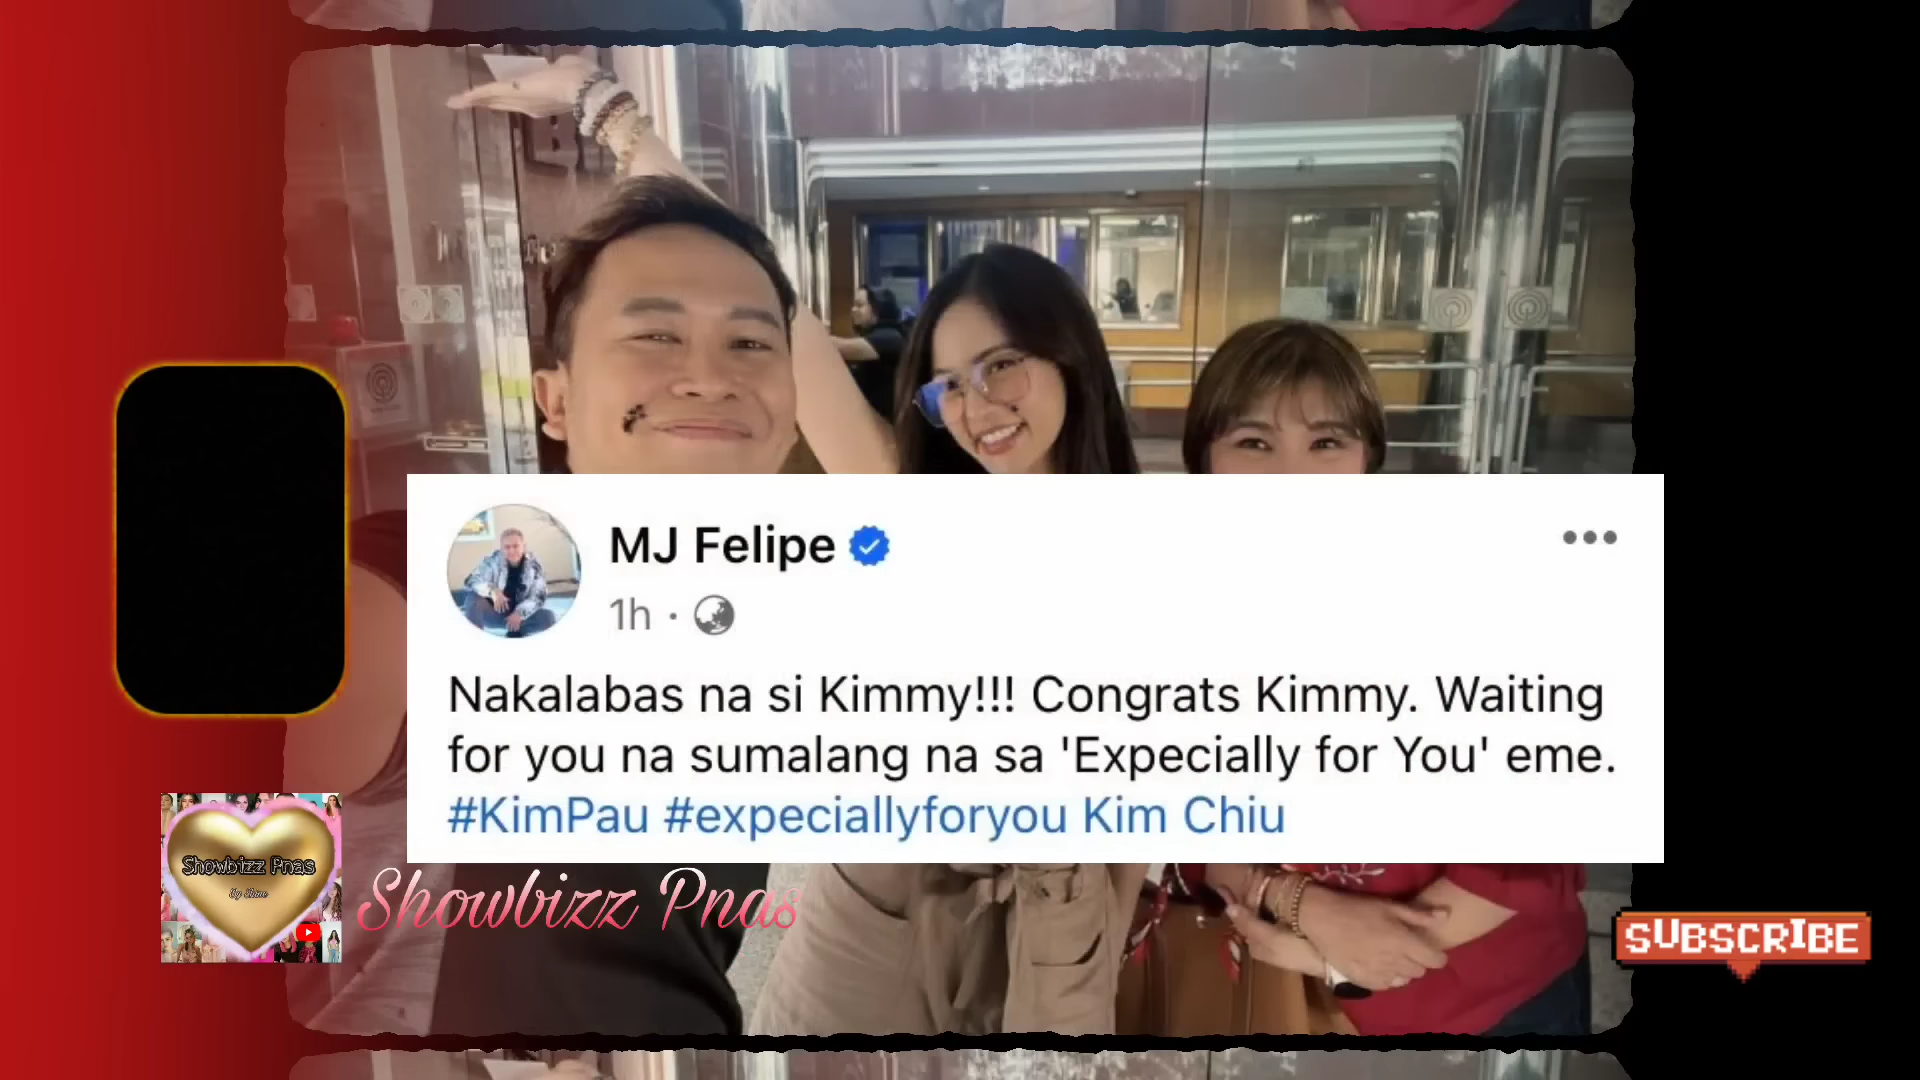 MJ Felipe
1h ·
Nakalabas na si Kimmy!!! Congrats Kimmy. Waiting
for you na sumalang na sa 'Expecially for You' eme.
#KimPau #expeciallyforyou Kim Chiu
Showbizz Pnas
Showbizz Pnas
SUBSCRIBE